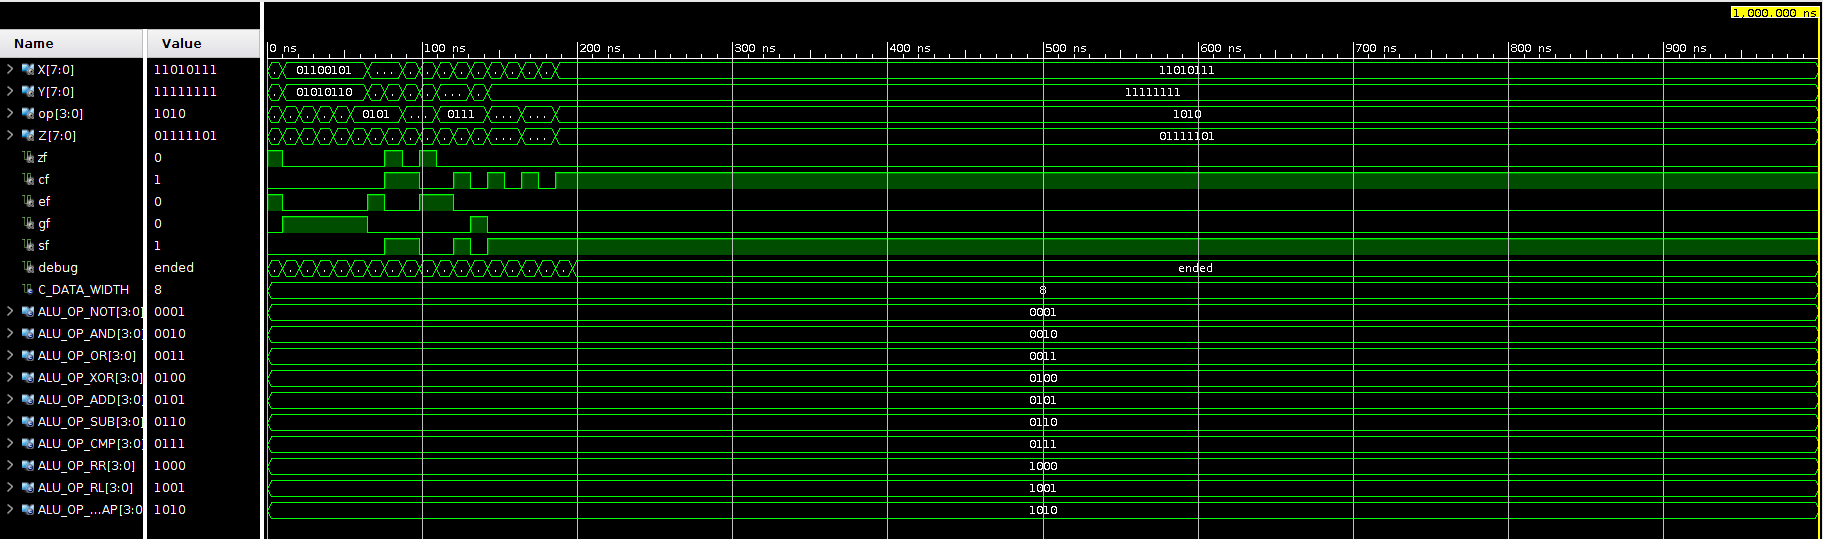 1,000.000 ns
Name Value
0 ns 100 ns 200 ns 300 ns 400 ns 500 ns 600 ns 700 ns 800 ns 900 ns
X[7:0] 11010111 01100101 ... 11010111
Y[7:0] 11111111 01010110 ... 11111111
op[3:0] 1010 0101 ... 0111 ... ... 1010
Z[7:0] 01111101 01111101
zf 0
cf 1
ef 0
gf 0
sf 1
debug ended ended
C_DATA_WIDTH 8 8
ALU_OP_NOT[3:0] 0001 0001
ALU_OP_AND[3:0] 0010 0010
ALU_OP_OR[3:0] 0011 0011
ALU_OP_XOR[3:0] 0100 0100
ALU_OP_ADD[3:0] 0101 0101
ALU_OP_SUB[3:0] 0110 0110
ALU_OP_CMP[3:0] 0111 0111
ALU_OP_RR[3:0] 1000 1000
ALU_OP_RL[3:0] 1001 1001
ALU_OP_...AP[3:0 1010 1010